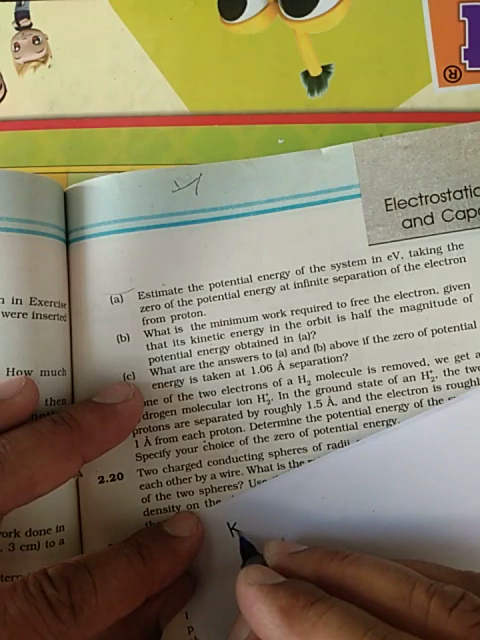 ®
Electrostatic
and Capa
(a) Estimate the potential energy of the system in eV, taking the
zero of the potential energy at infinite separation of the electron
from proton.
(b) What is the minimum work required to free the electron, given
that its kinetic energy in the orbit is half the magnitude of
potential energy obtained in (a)?
(c) What are the answers to (a) and (b) above if the zero of potential
energy is taken at 1.06 Å separation?
one of the two electrons of a H₂ molecule is removed, we get a
drogen molecular ion H₂⁺. In the ground state of an H₂⁺, the two
protons are separated by roughly 1.5 Å, and the electron is roughl
1 Å from each proton. Determine the potential energy of the
Specify your choice of the zero of potential energy.
2.20 Two charged conducting spheres of radii
each other by a wire. What is the
of the two spheres? Use
density on the
in Exercise
were inserted
How much
then
ork done in
3 cm) to a
K